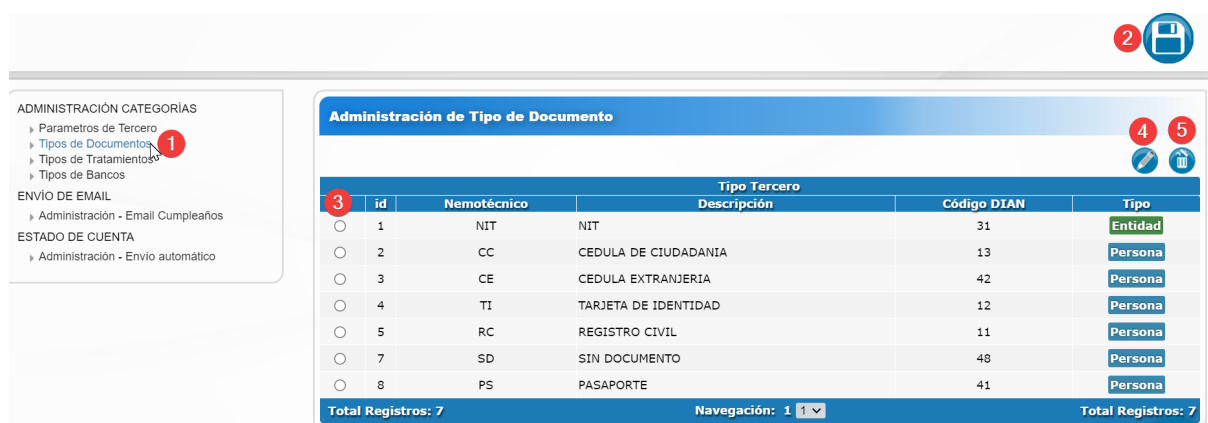 2
ADMINISTRACIÓN CATEGORÍAS
Parametros de Tercero
Tipos de Documentos 1
Tipos de Tratamientos
Tipos de Bancos
ENVÍO DE EMAIL
Administración - Email Cumpleaños
ESTADO DE CUENTA
Administración - Envío automático
Administración de Tipo de Documento
4 5
Tipo Tercero
3 id Nemotécnico Descripción Código DIAN Tipo
1 NIT NIT 31 Entidad
2 CC CEDULA DE CIUDADANIA 13 Persona
3 CE CEDULA EXTRANJERIA 42 Persona
4 TI TARJETA DE IDENTIDAD 12 Persona
5 RC REGISTRO CIVIL 11 Persona
7 SD SIN DOCUMENTO 48 Persona
8 PS PASAPORTE 41 Persona
Total Registros: 7 Navegación: 1 1 Total Registros: 7